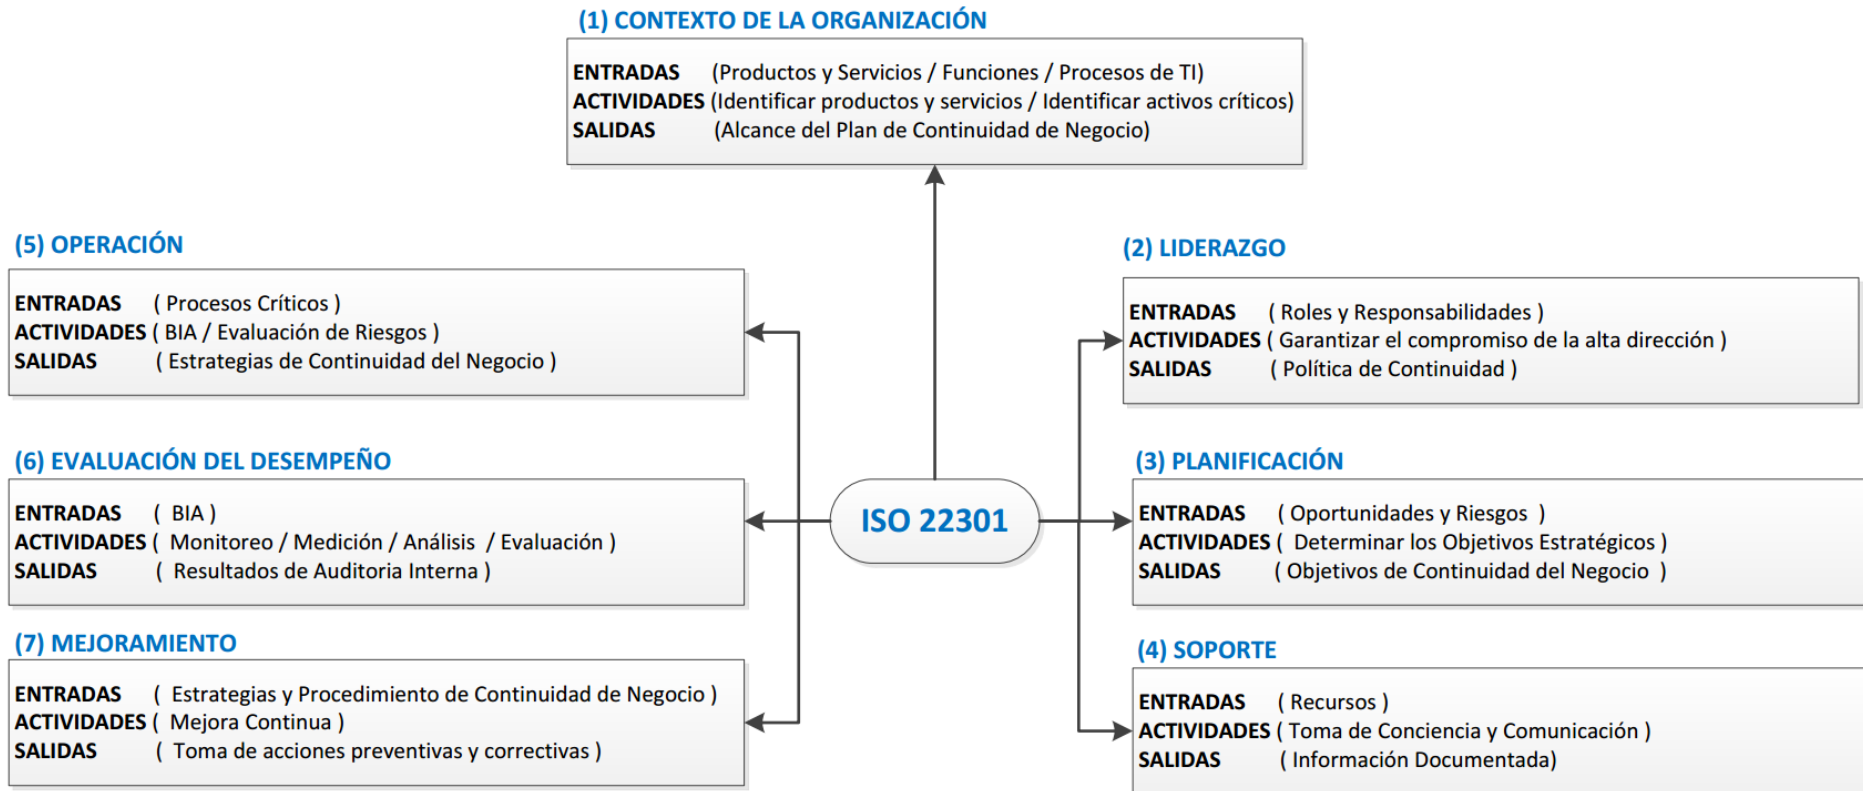 (1) CONTEXTO DE LA ORGANIZACIÓN
ENTRADAS (Productos y Servicios / Funciones / Procesos de TI)
ACTIVIDADES (Identificar productos y servicios / Identificar activos críticos)
SALIDAS (Alcance del Plan de Continuidad de Negocio)
(5) OPERACIÓN
ENTRADAS ( Procesos Críticos )
ACTIVIDADES ( BIA / Evaluación de Riesgos )
SALIDAS ( Estrategias de Continuidad del Negocio )
(2) LIDERAZGO
ENTRADAS ( Roles y Responsabilidades )
ACTIVIDADES ( Garantizar el compromiso de la alta dirección )
SALIDAS ( Política de Continuidad )
(6) EVALUACIÓN DEL DESEMPEÑO
ENTRADAS ( BIA )
ACTIVIDADES ( Monitoreo / Medición / Análisis / Evaluación )
SALIDAS ( Resultados de Auditoria Interna )
ISO 22301
(3) PLANIFICACIÓN
ENTRADAS ( Oportunidades y Riesgos )
ACTIVIDADES ( Determinar los Objetivos Estratégicos )
SALIDAS ( Objetivos de Continuidad del Negocio )
(7) MEJORAMIENTO
ENTRADAS ( Estrategias y Procedimiento de Continuidad de Negocio )
ACTIVIDADES ( Mejora Continua )
SALIDAS ( Toma de acciones preventivas y correctivas )
(4) SOPORTE
ENTRADAS ( Recursos )
ACTIVIDADES ( Toma de Conciencia y Comunicación )
SALIDAS ( Información Documentada)